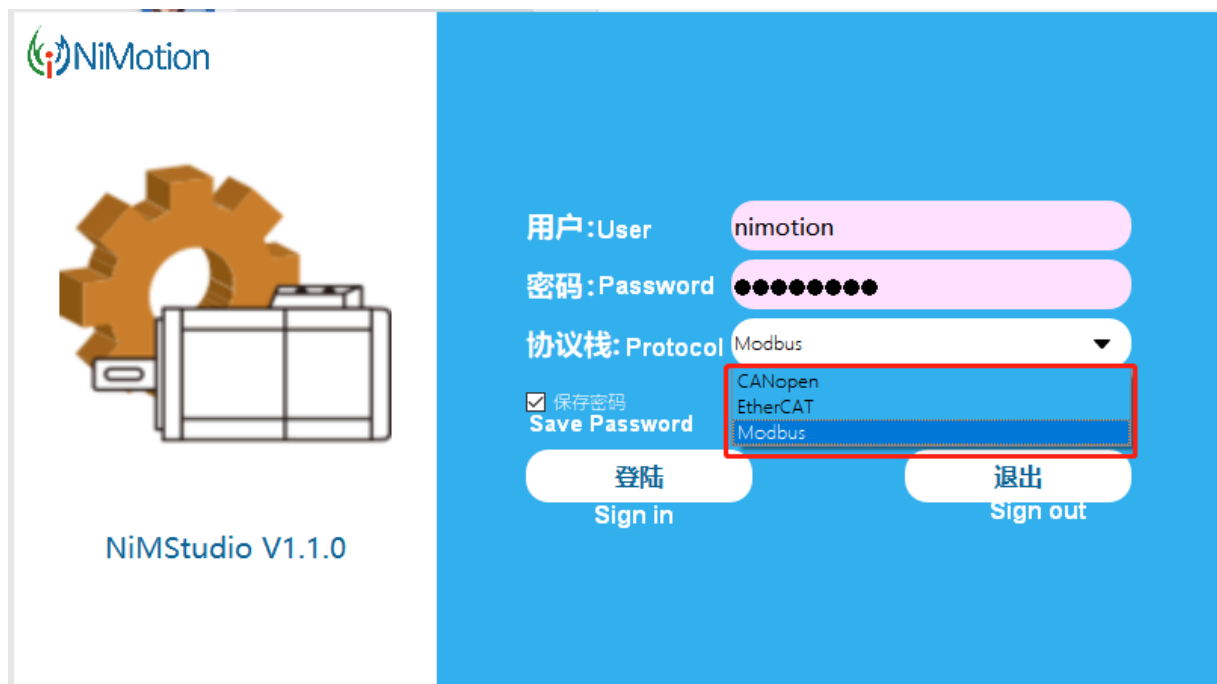 NiMotion
用户:User nimotion
密码:Password ●●●●●●●●
协议栈: Protocol Modbus
CANopen
EtherCAT
Modbus
保存密码
Save Password
登陆 退出
Sign in Sign out
NiMStudio V1.1.0